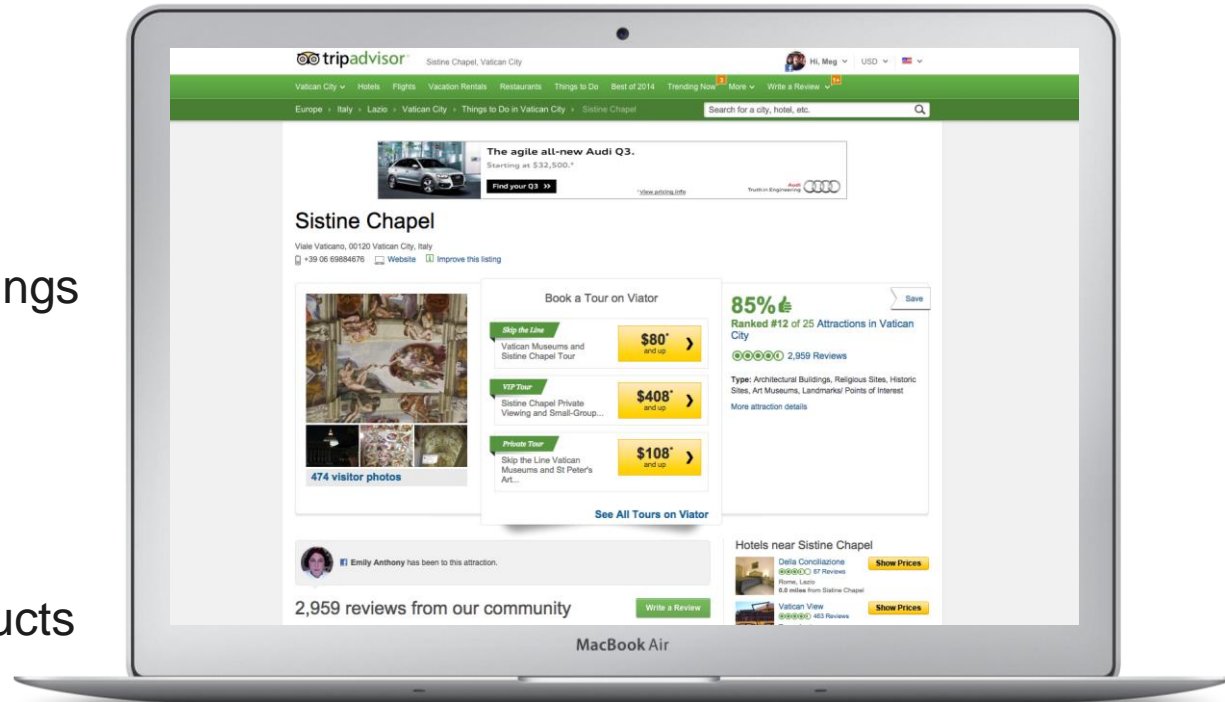 ngs
ucts
tripadvisor
Sistine Chapel, Vatican City
Hi, Meg
USD
Vatican City
Hotels
Flights
Vacation Rentals
Restaurants
Things to Do
Best of 2014
Trending Now
3
More
Write a Review
Europe
Italy
Lazio
Vatican City
Things to Do in Vatican City
Sistine Chapel
Search for a city, hotel, etc.
The agile all-new Audi Q3.
Starting at $32,500.*
Find your Q3 »
*view pricing info
Audi
Truth in Engineering
Sistine Chapel
Viale Vaticano, 00120 Vatican City, Italy
+39 06 69884676
Website
Improve this listing
474 visitor photos
Book a Tour on Viator
Skip the Line
Vatican Museums and
Sistine Chapel Tour
$80*
and up
VIP Tour
Sistine Chapel Private
Viewing and Small-Group...
$408*
and up
Private Tour
Skip the Line Vatican
Museums and St Peter's
Art...
$108*
and up
See All Tours on Viator
85%
Save
Ranked #12 of 25 Attractions in Vatican
City
2,959 Reviews
Type: Architectural Buildings, Religious Sites, Historic
Sites, Art Museums, Landmarks/ Points of Interest
More attraction details
Emily Anthony has been to this attraction.
2,959 reviews from our community
Write a Review
Hotels near Sistine Chapel
Della Conciliazione
Show Prices
67 Reviews
Rome, Lazio
miles from Sistine Chapel
Vatican View
Show Prices
463 Reviews
MacBook Air